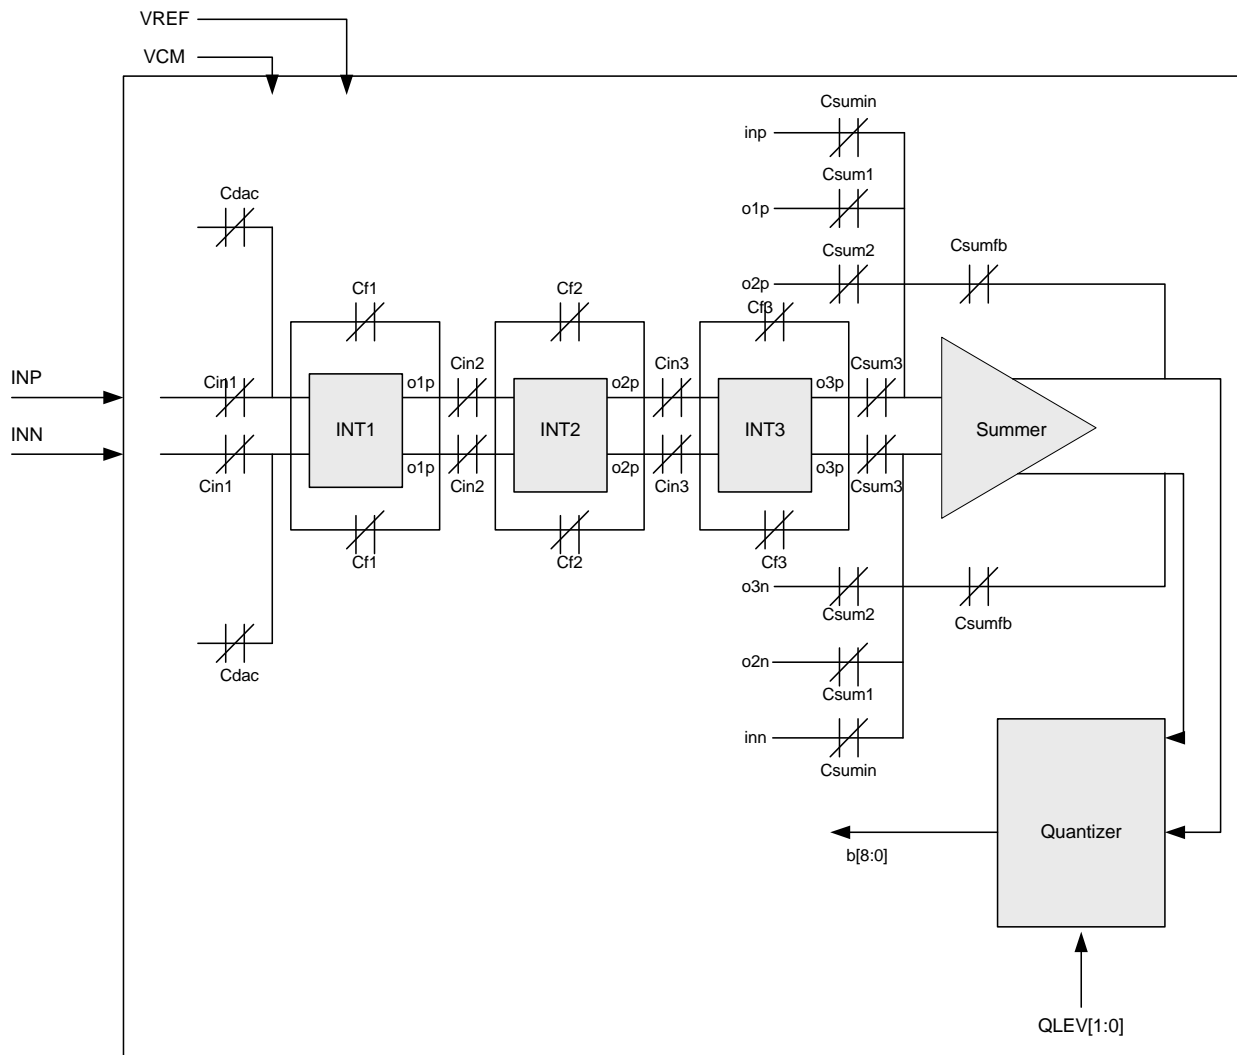 VREF
VCM
Csumin
inp
Csum1
Cdac
o1p
Csum2
Csumfb
o2p
Cf1
Cf2
Cf3
INP
Cin1
o1p
Cin2
o2p
Cin3
o3p
Csum3
INT1
INT2
INT3
Summer
INN
Cin1
o1p
Cin2
o2p
Cin3
o3p
Csum3
Cf1
Cf2
Cf3
o3n
Csum2
Csumfb
Cdac
o2n
Csum1
inn
Csumin
Quantizer
b[8:0]
QLEV[1:0]